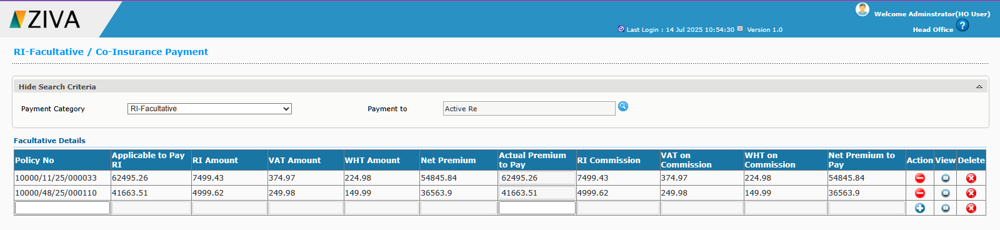 ZIVA
Welcome Adminstrator(HO User)
Last Login : 14 Jul 2025 10:54:30 Version 1.0
Head Office ?
RI-Facultative / Co-Insurance Payment
Hide Search Criteria
Payment Category RI-Facultative Payment to Active Re
Facultative Details
Policy No Applicable to Pay RI RI Amount VAT Amount WHT Amount Net Premium Actual Premium to Pay RI Commission VAT on Commission WHT on Commission Net Premium to Pay Action View Delete
10000/11/25/000033 62495.26 7499.43 374.97 224.98 54845.84 62495.26 7499.43 374.97 224.98 54845.84
10000/48/25/000110 41663.51 4999.62 249.98 149.99 36563.9 41663.51 4999.62 249.98 149.99 36563.9